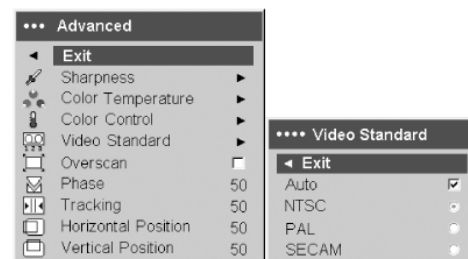 Advanced
Exit
Sharpness
Color Temperature
Color Control
Video Standard
Overscan
Phase 50
Tracking 50
Horizontal Position 50
Vertical Position 50
Video Standard
Exit
Auto
NTSC
PAL
SECAM